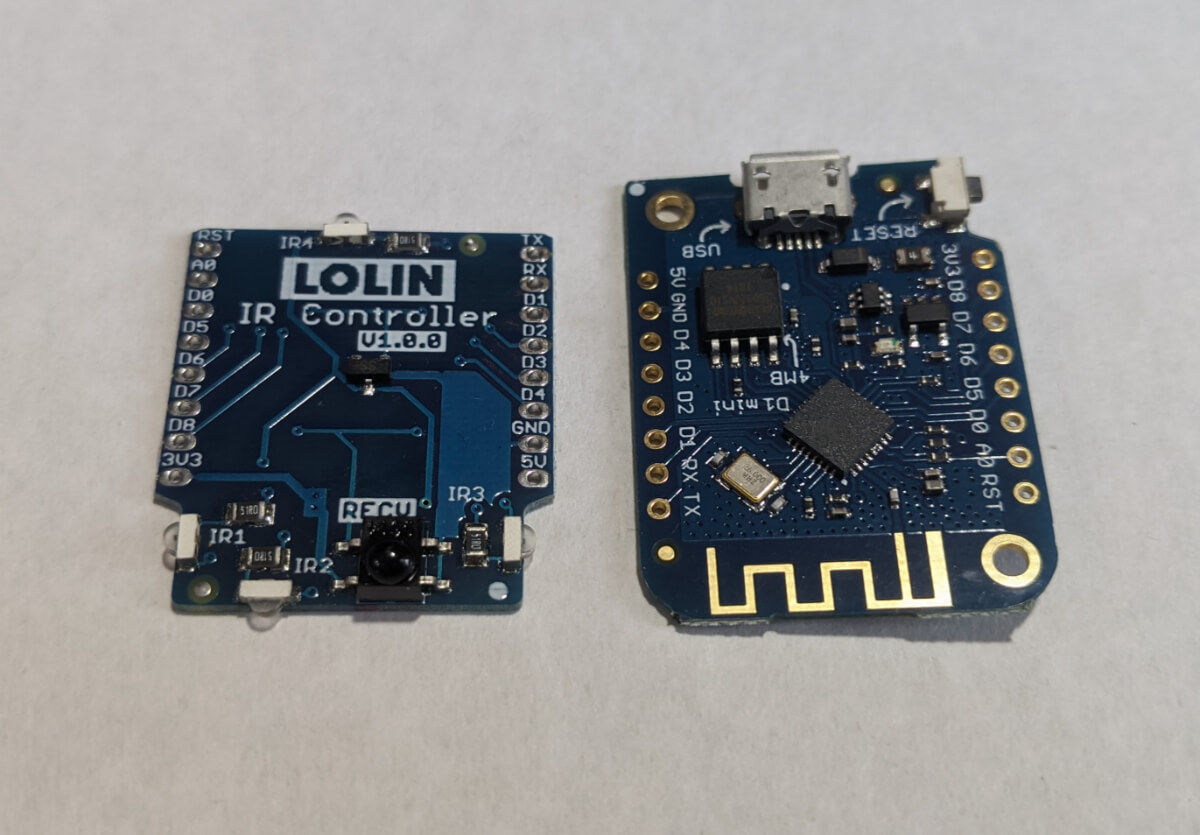 RST
A0
D0
D5
D6
D7
D8
3V3
IR4
LOLIN
IR Controller
V1.0.0
TX
RX
D1
D2
D3
D4
GND
5V
RECV
IR1
IR2
IR3
USB
RESET
5V GND D4 D3 D2 D1 RX TX
4MB
D1 mini
3V3 D8 D7 D6 D5 D0 A0 RST